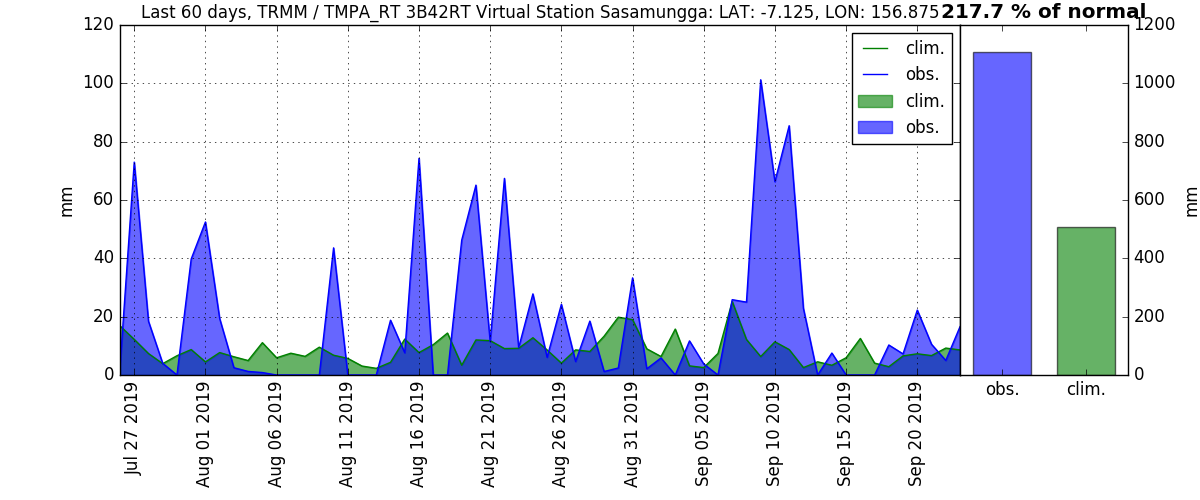 Last 60 days, TRMM / TMPA_RT 3B42RT Virtual Station Sasamungga: LAT: -7.125, LON: 156.875
217.7 % of normal
120
100
80
60
40
20
0
mm
clim.
obs.
clim.
obs.
Jul 27 2019
Aug 01 2019
Aug 06 2019
Aug 11 2019
Aug 16 2019
Aug 21 2019
Aug 26 2019
Aug 31 2019
Sep 05 2019
Sep 10 2019
Sep 15 2019
Sep 20 2019
1200
1000
800
600
400
200
0
mm
obs.
clim.